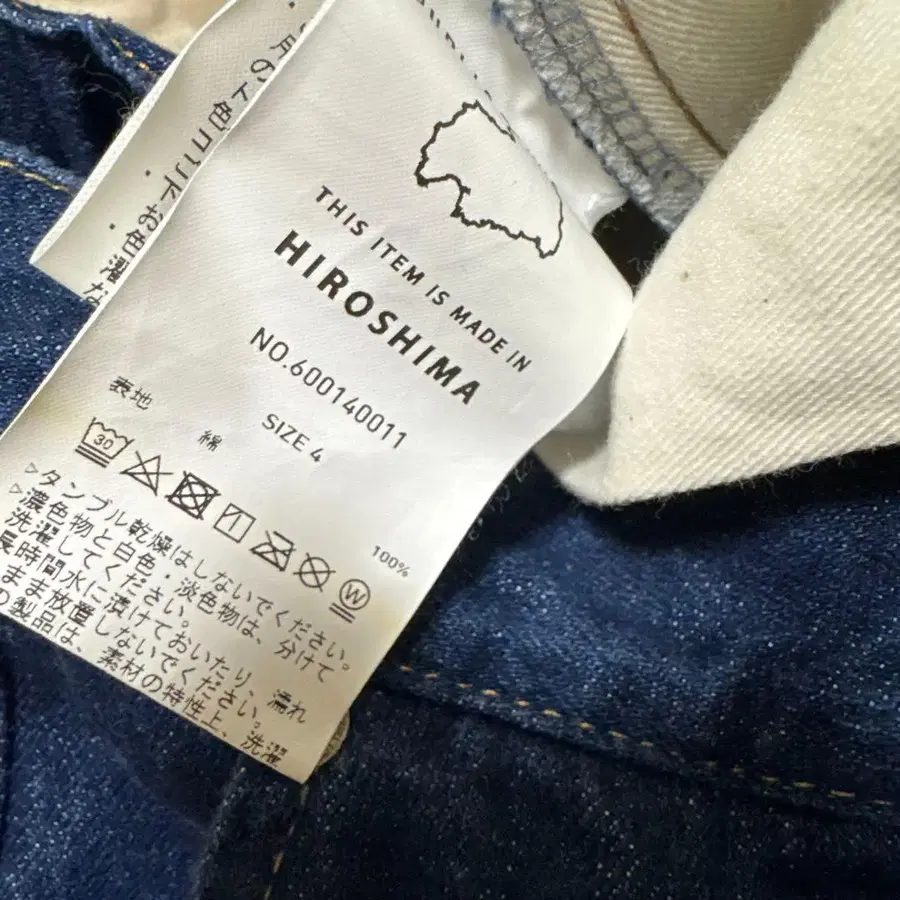 THIS ITEM IS MADE IN
HIROSHIMA
NO.600140011
SIZE 4
表地
綿
100%
30
W
▷タンブル乾燥はしないでください。
▷濃色物と白色・淡色物は、分けて
洗濯してください。
長時間水に漬けておいたり、濡れ
まま放置しないでください。
の製品は、素材の特性上、洗濯